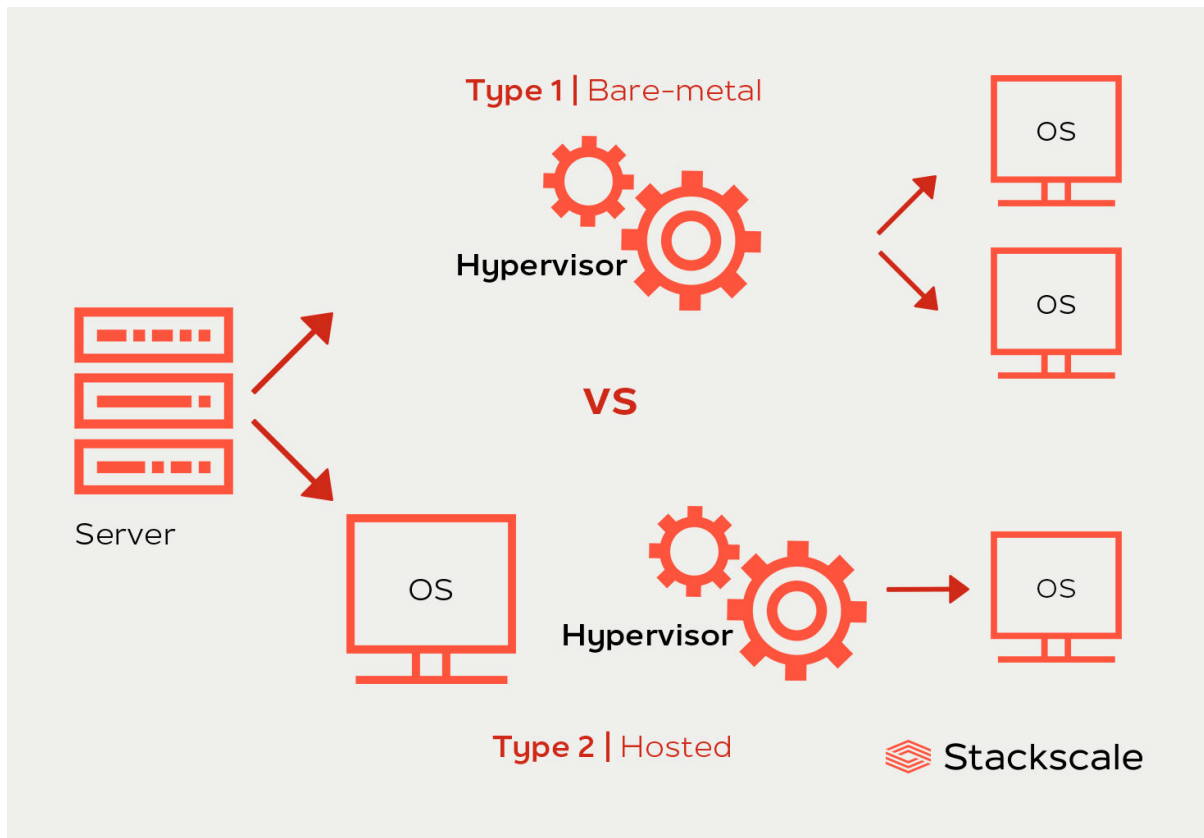 Type 1 | Bare-metal
OS
Hypervisor
OS
VS
Server
OS
Hypervisor
OS
Type 2 | Hosted
Stackscale